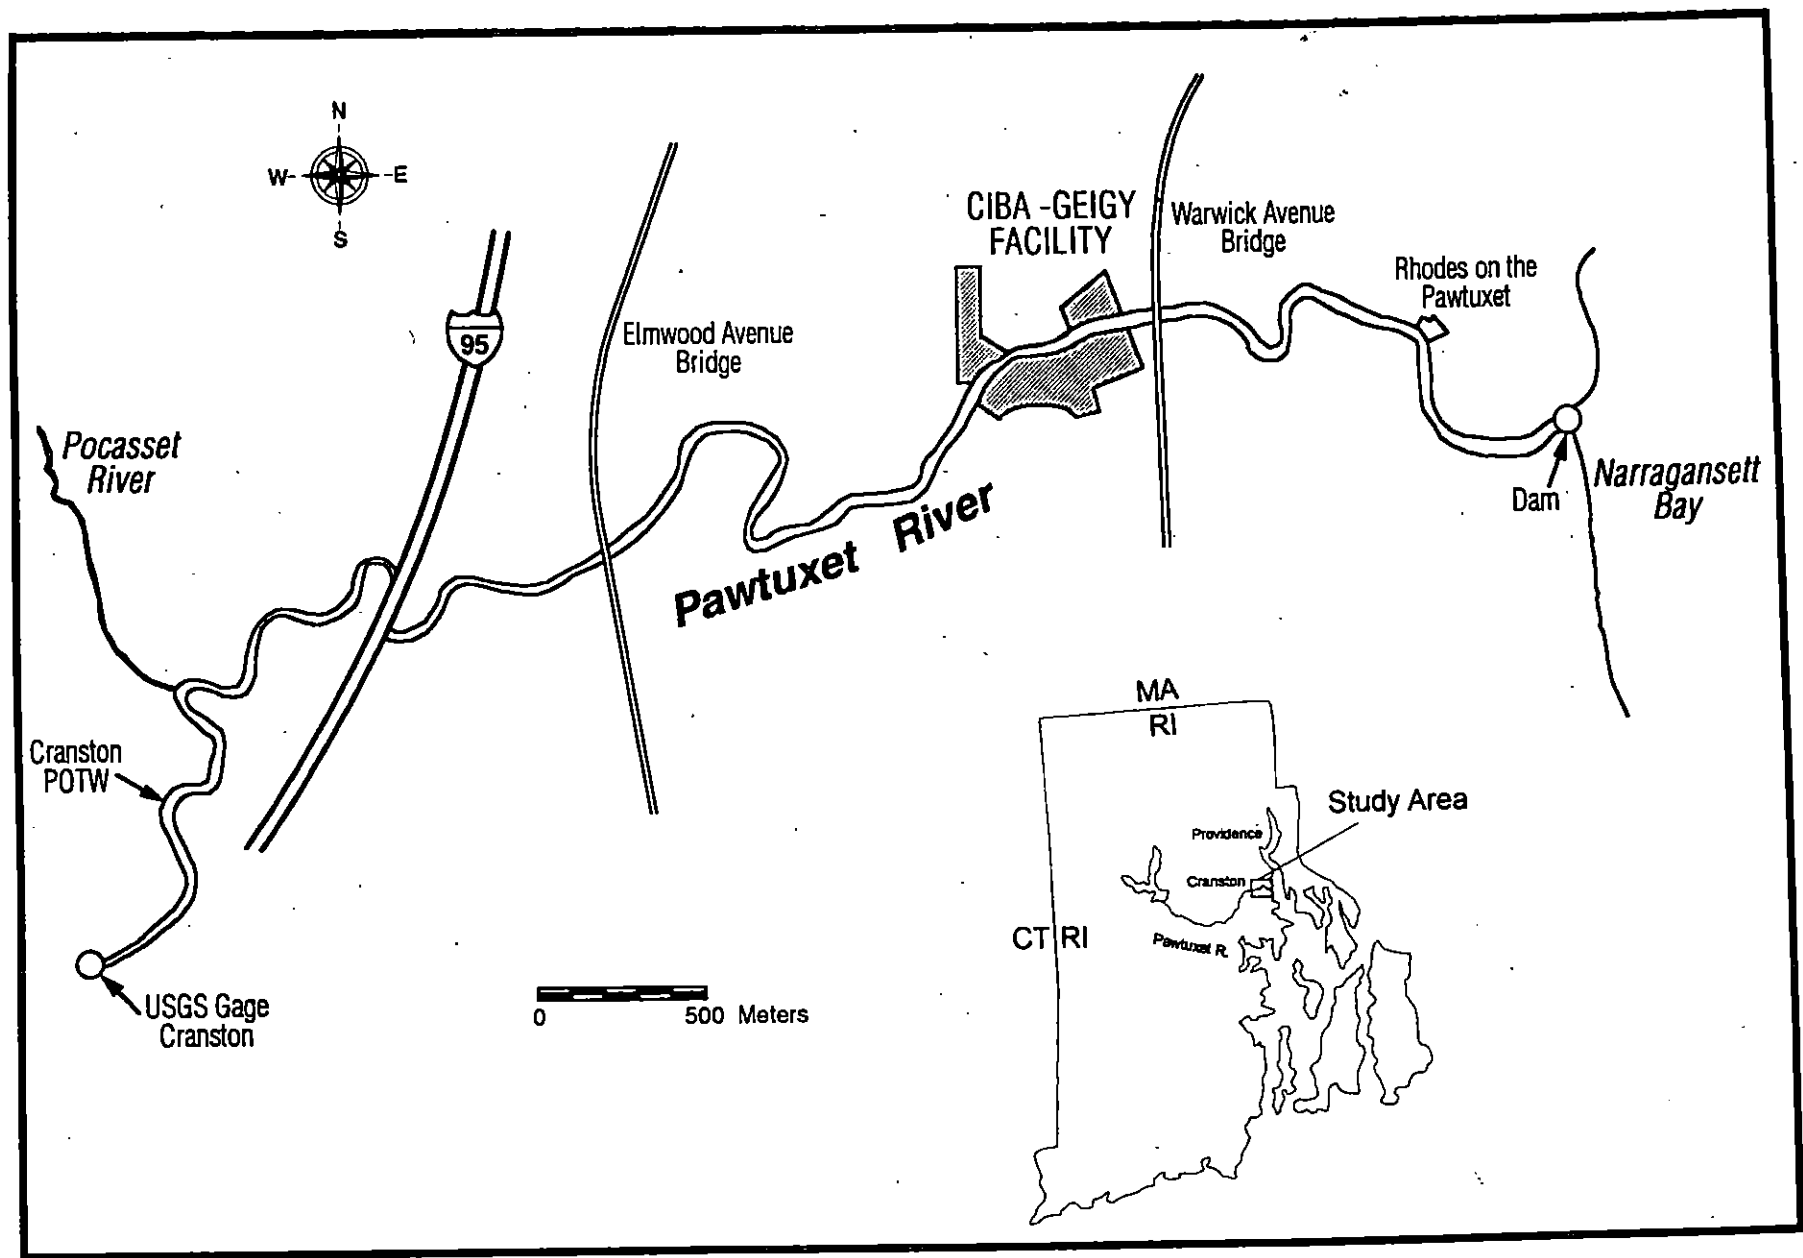 N
W
E
S
CIBA -GEIGY
FACILITY
Warwick Avenue
Bridge
Rhodes on the
Pawtuxet
95
Elmwood Avenue
Bridge
Pocasset
River
Narragansett
Bay
Dam
Pawtuxet River
Cranston
POTW
USGS Gage
Cranston
0 500 Meters
MA
RI
Study Area
Providence
Cranston
CT RI
Pawtuxet R.